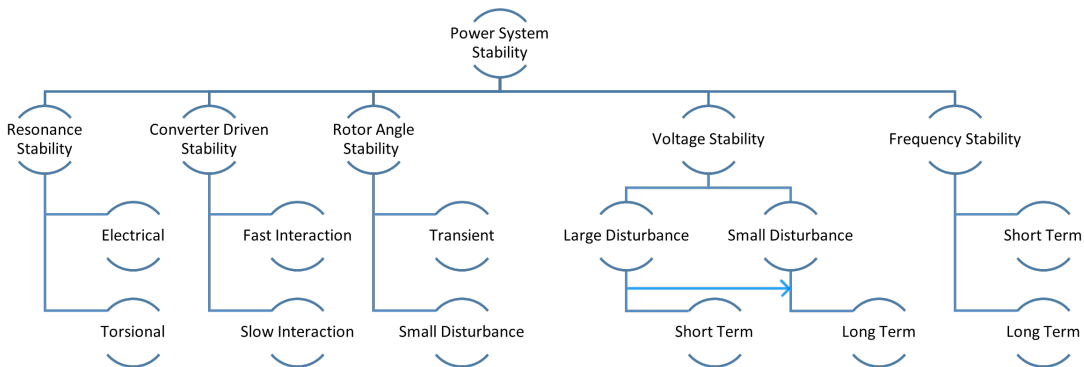 Power System
Stability
Resonance
Stability
Converter Driven
Stability
Rotor Angle
Stability
Voltage Stability
Frequency Stability
Electrical
Fast Interaction
Transient
Large Disturbance
Small Disturbance
Short Term
Torsional
Slow Interaction
Small Disturbance
Short Term
Long Term
Long Term